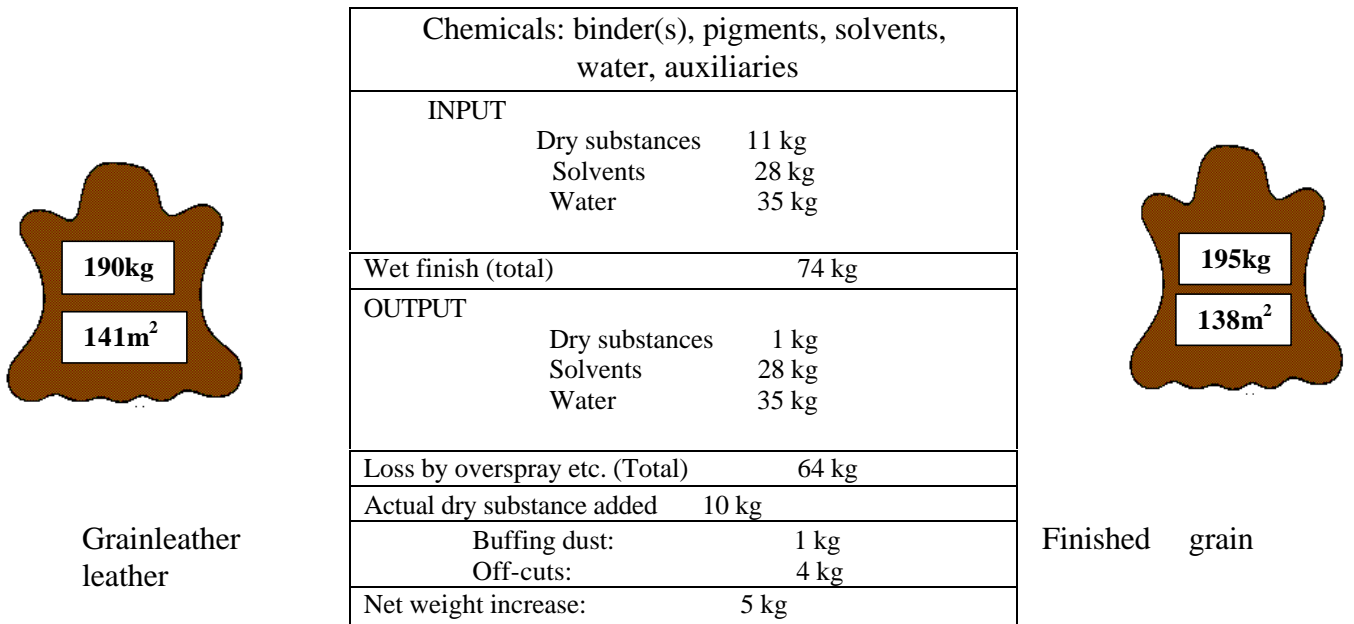 Chemicals: binder(s), pigments, solvents,
water, auxiliaries
INPUT
Dry substances 11 kg
Solvents 28 kg
Water 35 kg
190kg
141m²
Wet finish (total) 74 kg
OUTPUT
Dry substances 1 kg
Solvents 28 kg
Water 35 kg
195kg
138m²
Loss by overspray etc. (Total) 64 kg
Actual dry substance added 10 kg
Buffing dust: 1 kg
Off-cuts: 4 kg
Net weight increase: 5 kg
Grainleather Finished grain
leather